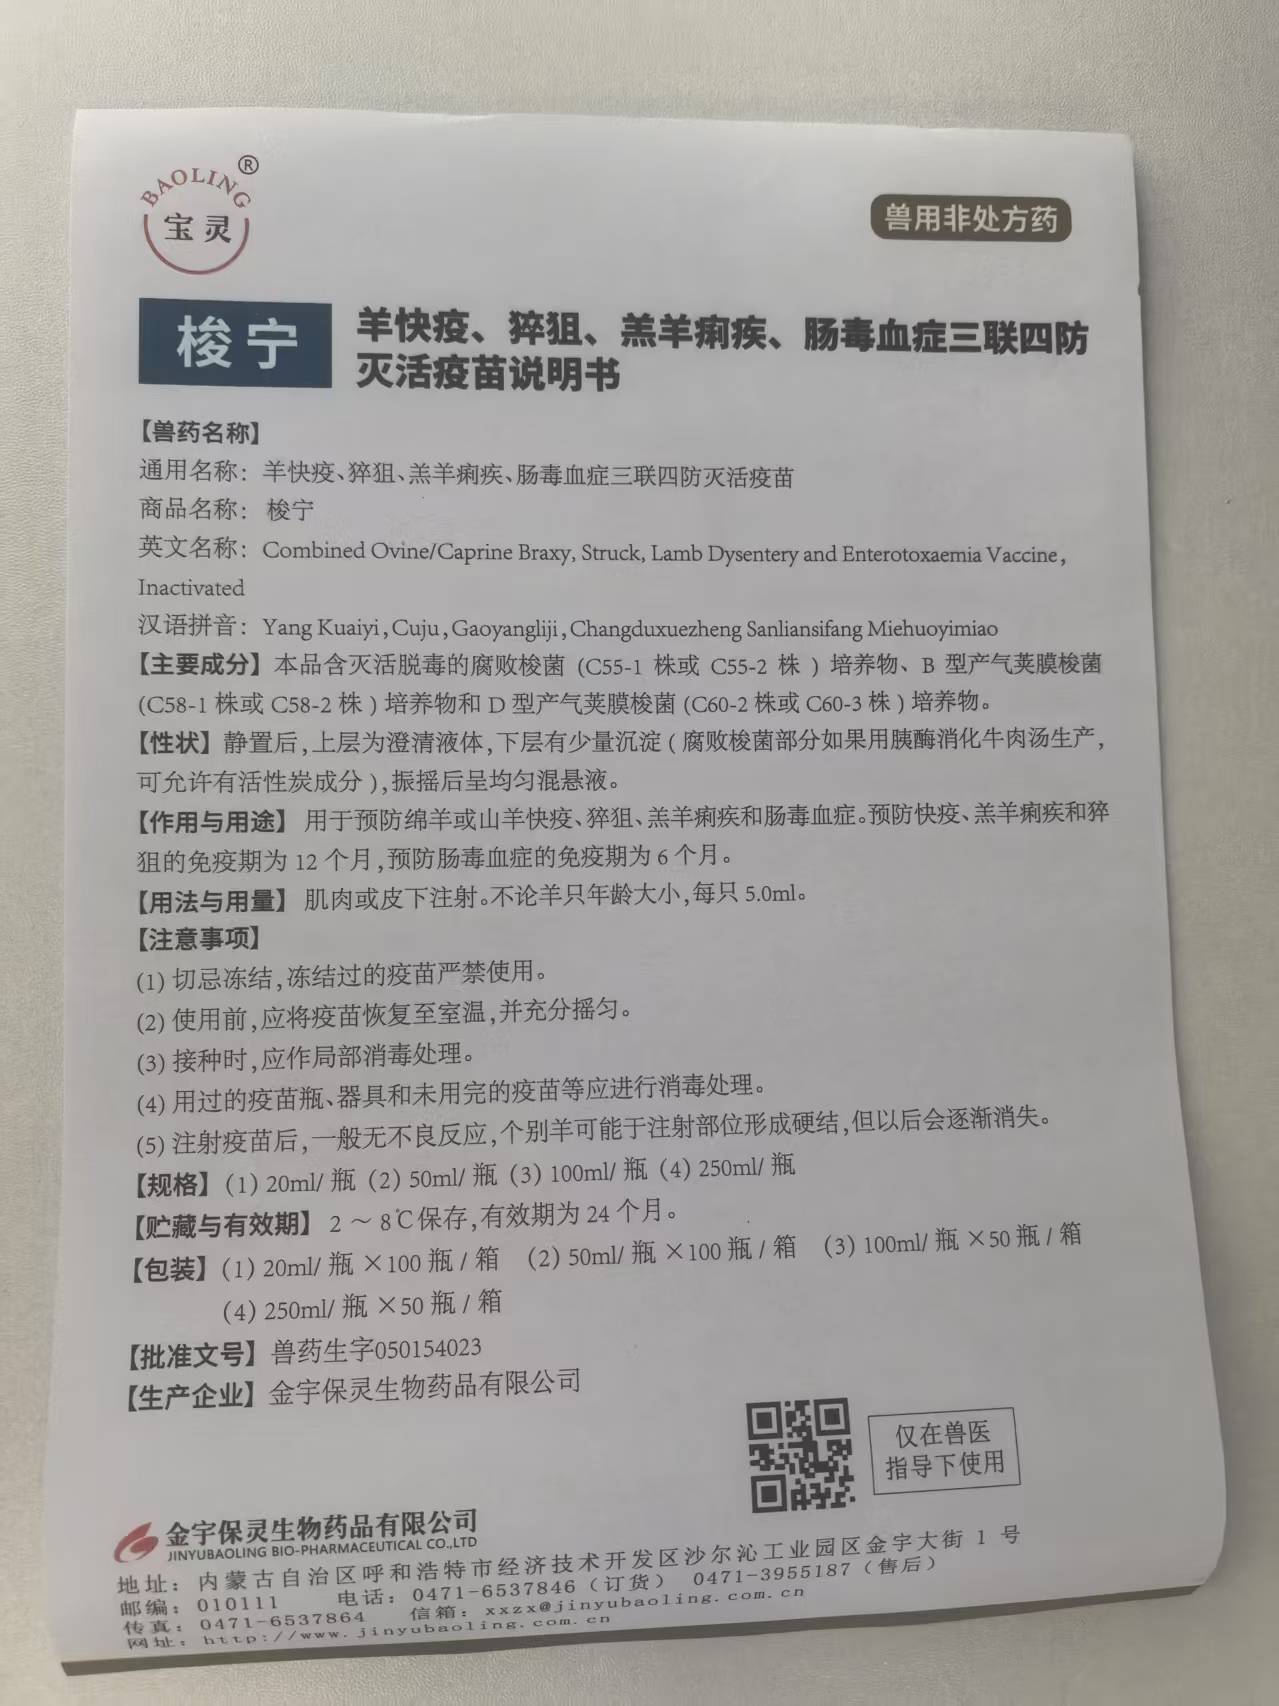 BAOLING®
宝灵
兽用非处方药
梭宁
羊快疫、猝狙、羔羊痢疾、肠毒血症三联四防
灭活疫苗说明书
【兽药名称】
通用名称：羊快疫、猝狙、羔羊痢疾、肠毒血症三联四防灭活疫苗
商品名称：梭宁
英文名称：Combined Ovine/Caprine Braxy, Struck, Lamb Dysentery and Enterotoxaemia Vaccine,
Inactivated
汉语拼音：Yang Kuaiyi,Cuju,Gaoyangliji,Changduxuezheng Sanliansifang Miehuoyimiao
【主要成分】本品含灭活脱毒的腐败梭菌 (C55-1 株或 C55-2 株 ) 培养物、B 型产气荚膜梭菌
(C58-1 株或 C58-2 株 ) 培养物和 D 型产气荚膜梭菌 (C60-2 株或 C60-3 株 ) 培养物。
【性状】静置后,上层为澄清液体,下层有少量沉淀 ( 腐败梭菌部分如果用胰酶消化牛肉汤生产,
可允许有活性炭成分 ),振摇后呈均匀混悬液。
【作用与用途】用于预防绵羊或山羊快疫、猝狙、羔羊痢疾和肠毒血症。预防快疫、羔羊痢疾和猝
狙的免疫期为 12 个月,预防肠毒血症的免疫期为 6 个月。
【用法与用量】肌肉或皮下注射。不论羊只年龄大小,每只 5.0ml。
【注意事项】
(1) 切忌冻结,冻结过的疫苗严禁使用。
(2) 使用前,应将疫苗恢复至室温,并充分摇匀。
(3) 接种时,应作局部消毒处理。
(4) 用过的疫苗瓶、器具和未用完的疫苗等应进行消毒处理。
(5) 注射疫苗后,一般无不良反应,个别羊可能于注射部位形成硬结,但以后会逐渐消失。
【规格】(1) 20ml/ 瓶 (2) 50ml/ 瓶 (3) 100ml/ 瓶 (4) 250ml/ 瓶
【贮藏与有效期】2 ～ 8℃保存,有效期为 24 个月。
【包装】(1) 20ml/ 瓶 ×100 瓶 / 箱 (2) 50ml/ 瓶 ×100 瓶 / 箱 (3) 100ml/ 瓶 ×50 瓶 / 箱
(4) 250ml/ 瓶 ×50 瓶 / 箱
【批准文号】兽药生字050154023
【生产企业】金宇保灵生物药品有限公司
仅在兽医
指导下使用
金宇保灵生物药品有限公司
JINYUBAOLING BIO-PHARMACEUTICAL CO.,LTD
地址：内蒙古自治区呼和浩特市经济技术开发区沙尔沁工业园区金宇大街 1 号
邮编：010111 电话：0471-6537846（订货） 0471-3955187（售后）
传真：0471-6537864 信箱：xxzx@jinyubaoling.com.cn
网址：http://www.jinyubaoling.com.cn